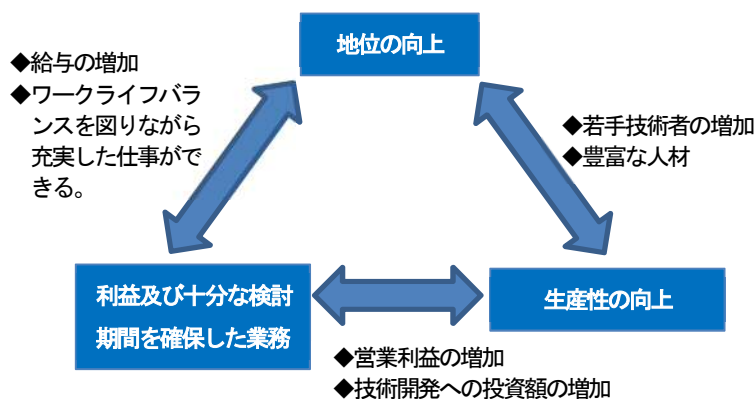 地位の向上
◆給与の増加
◆ワークライフバラ
ンスを図りながら
充実した仕事がで
きる。
◆若手技術者の増加
◆豊富な人材
利益及び十分な検討
期間を確保した業務
生産性の向上
◆営業利益の増加
◆技術開発への投資額の増加